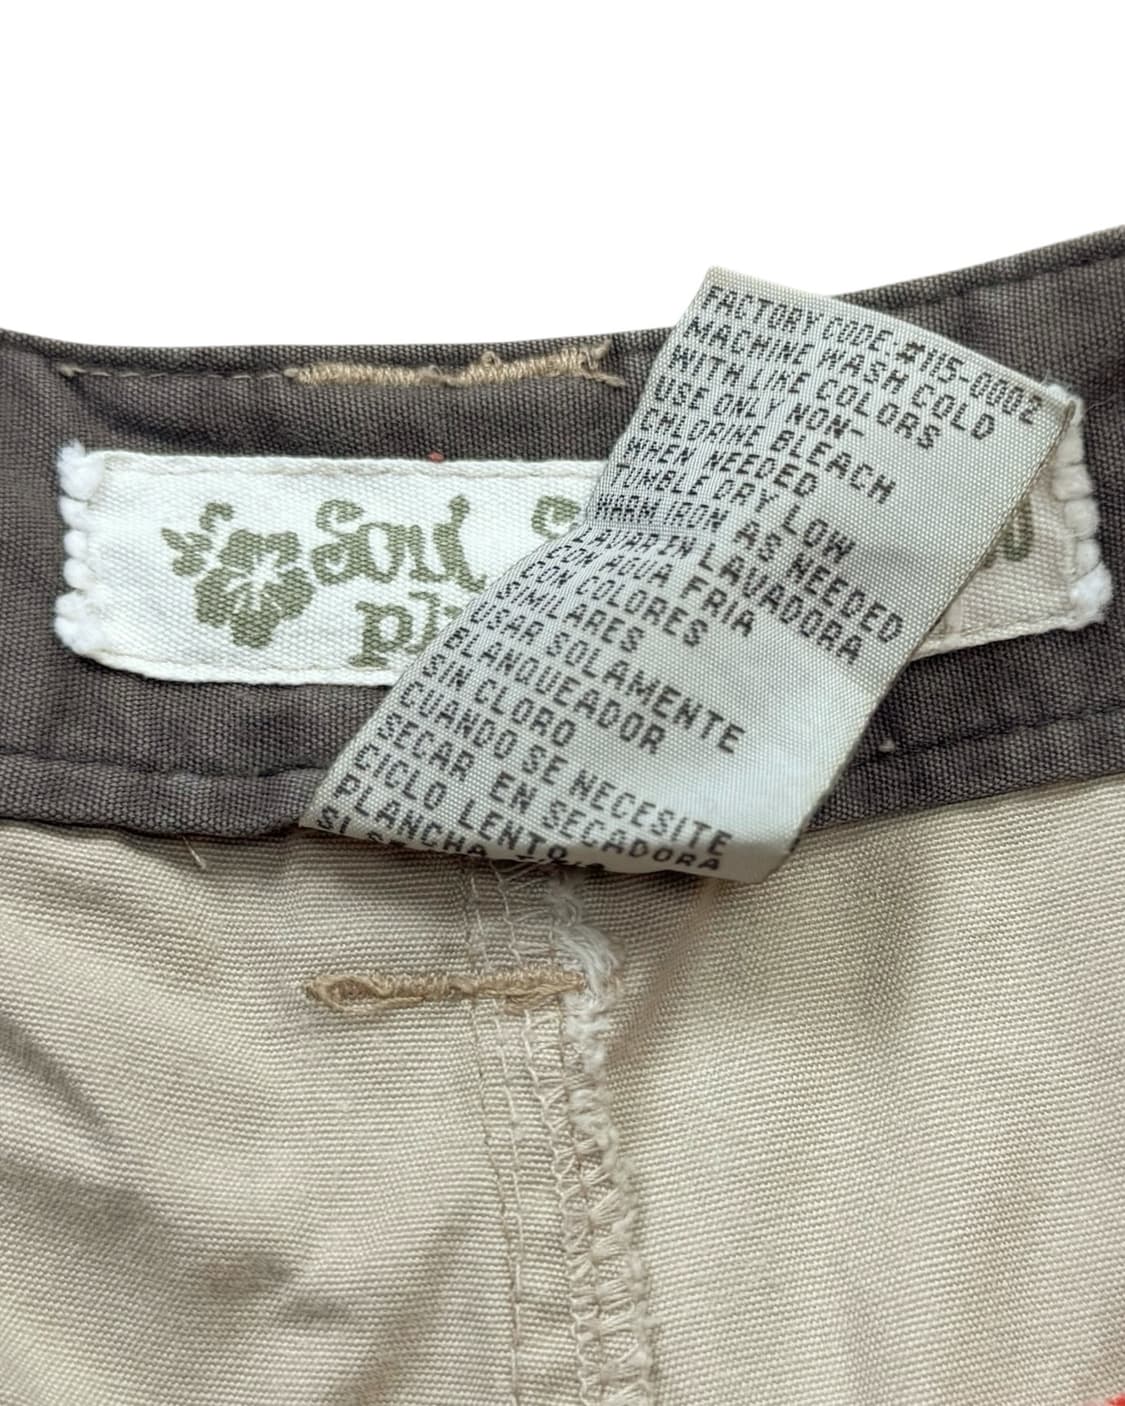 Soul
FACTORY CODE #115-0002
MACHINE WASH COLD
WITH LIKE COLORS
USE ONLY NON-
CHLORINE BLEACH
WHEN NEEDED
TUMBLE DRY LOW
WARM IRON AS NEEDED
LAVAR EN LAVADORA
CON AGUA FRIA
CON COLORES
SIMILARES
USAR SOLAMENTE
BLANQUEADOR
SIN CLORO
CUANDO SE NECESITE
SECAR EN SECADORA
CICLO LENTO
PLANCHA